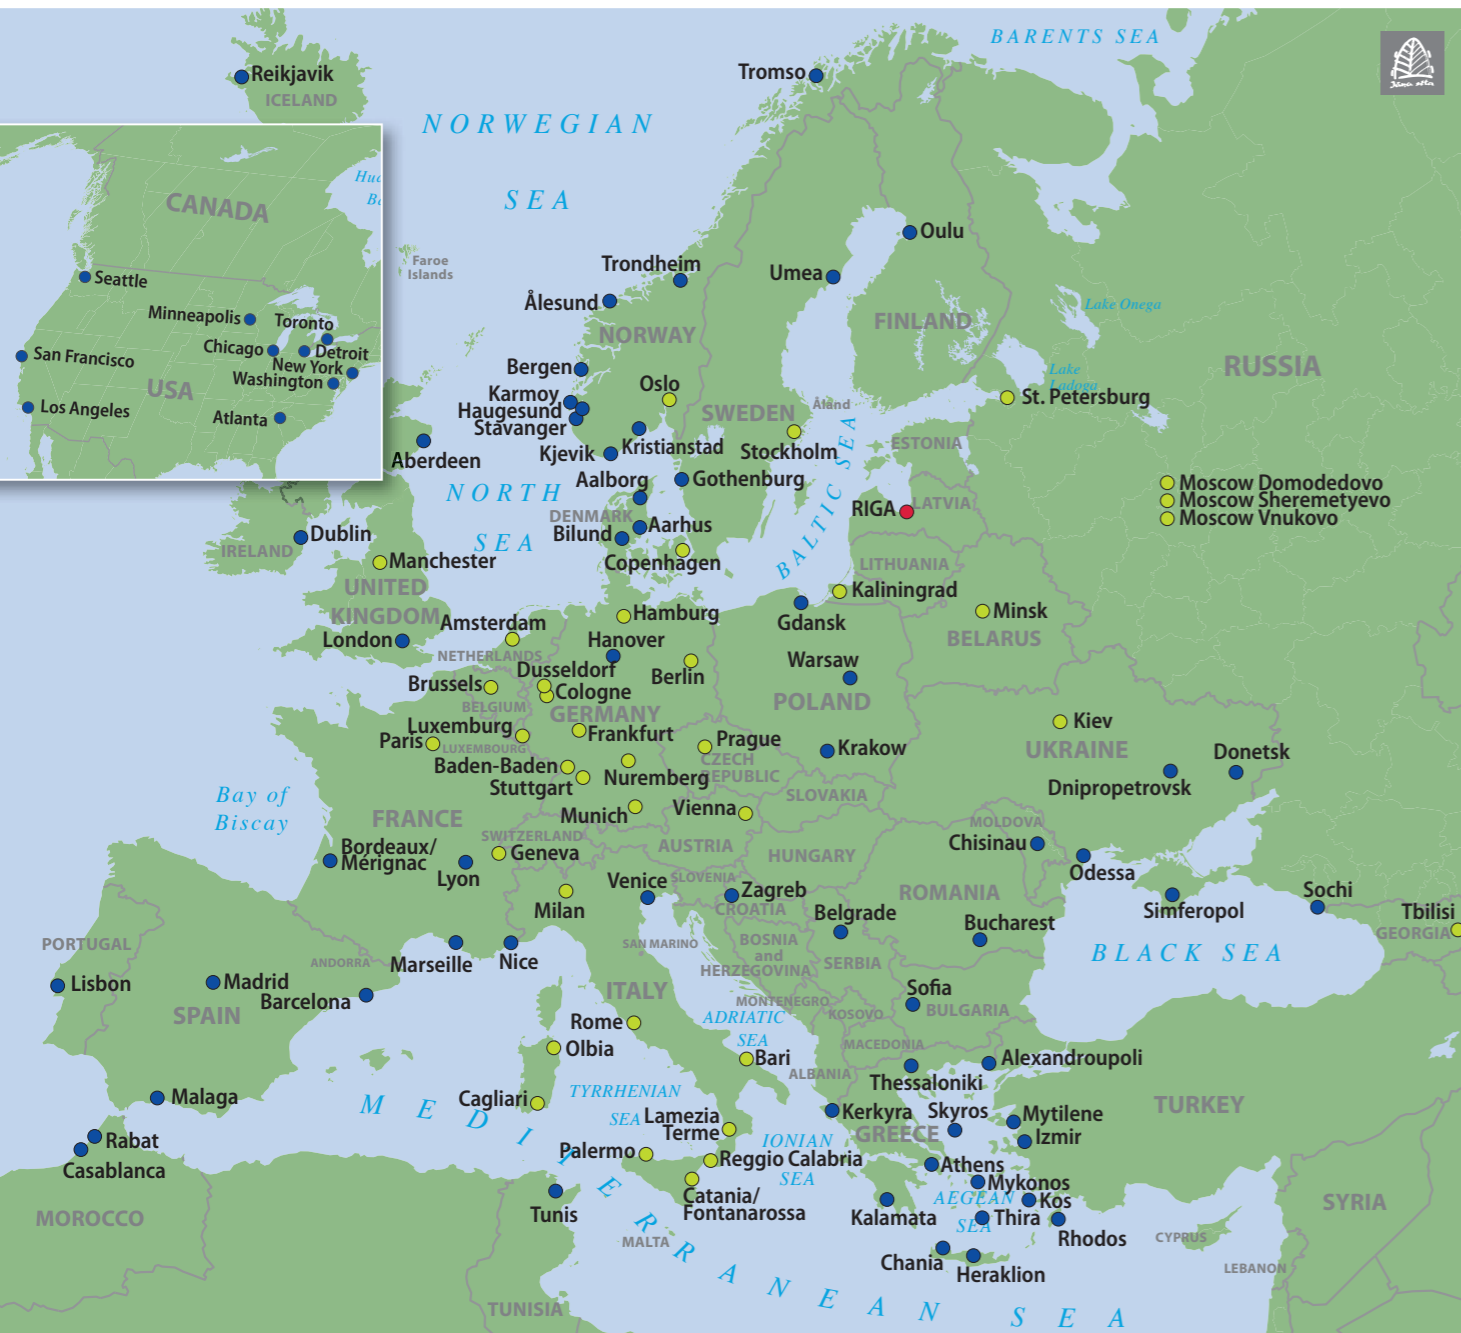 BARENTS SEA
Reikjavik
ICELAND
Tromso
NORWEGIAN
SEA
Jāņa sēta
CANADA
Seattle
Minneapolis
Toronto
Chicago
Detroit
San Francisco
New York
Washington
USA
Los Angeles
Atlanta
Faroe
Islands
Oulu
Trondheim
Umea
Ålesund
NORWAY
FINLAND
Lake Onega
Bergen
Oslo
Karmoy
Haugesund
Stavanger
SWEDEN
Åland
Lake
Ladoga
St. Petersburg
RUSSIA
Aberdeen
Kjevik
Kristianstad
Stockholm
ESTONIA
Aalborg
Gothenburg
NORTH
SEA
BALTIC SEA
Moscow Domodedovo
Moscow Sheremetyevo
Moscow Vnukovo
RIGA
LATVIA
DENMARK
Aarhus
Bilund
Copenhagen
Dublin
IRELAND
Manchester
UNITED
KINGDOM
LITHUANIA
Kaliningrad
Gdansk
Minsk
BELARUS
London
Amsterdam
NETHERLANDS
Hamburg
Hanover
Berlin
Warsaw
POLAND
Brussels
BELGIUM
Dusseldorf
Cologne
GERMANY
Luxemburg
LUXEMBOURG
Paris
Frankfurt
Prague
CZECH
REPUBLIC
Krakow
Kiev
UKRAINE
Donetsk
Dnipropetrovsk
Baden-Baden
Stuttgart
Nuremberg
SLOVAKIA
Munich
Vienna
Bay of
Biscay
FRANCE
SWITZERLAND
Geneva
AUSTRIA
HUNGARY
MOLDOVA
Chisinau
Odessa
Bordeaux/
Mérignac
Lyon
Milan
Venice
SLOVENIA
Zagreb
CROATIA
ROMANIA
Belgrade
Bucharest
Simferopol
Sochi
Tbilisi
GEORGIA
BLACK SEA
PORTUGAL
Lisbon
Madrid
SPAIN
ANDORRA
Barcelona
Marseille
Nice
SAN MARINO
BOSNIA
and
HERZEGOVINA
SERBIA
ITALY
MONTENEGRO
KOSOVO
Sofia
BULGARIA
ADRIATIC
SEA
Rome
Olbia
Bari
MACEDONIA
ALBANIA
Thessaloniki
Alexandroupoli
Malaga
Cagliari
TYRRHENIAN
SEA
Lamezia
Terme
Kerkyra
Skyros
Mytilene
Izmir
TURKEY
GREECE
Rabat
Casablanca
Palermo
Reggio Calabria
IONIAN
SEA
Athens
Mykonos
Kos
AEGEAN
SEA
Thira
Rhodos
MOROCCO
Tunis
Catania/
Fontanarossa
Kalamata
MALTA
Chania
Heraklion
CYPRUS
SYRIA
LEBANON
TUNISIA
MEDITERRANEAN SEA